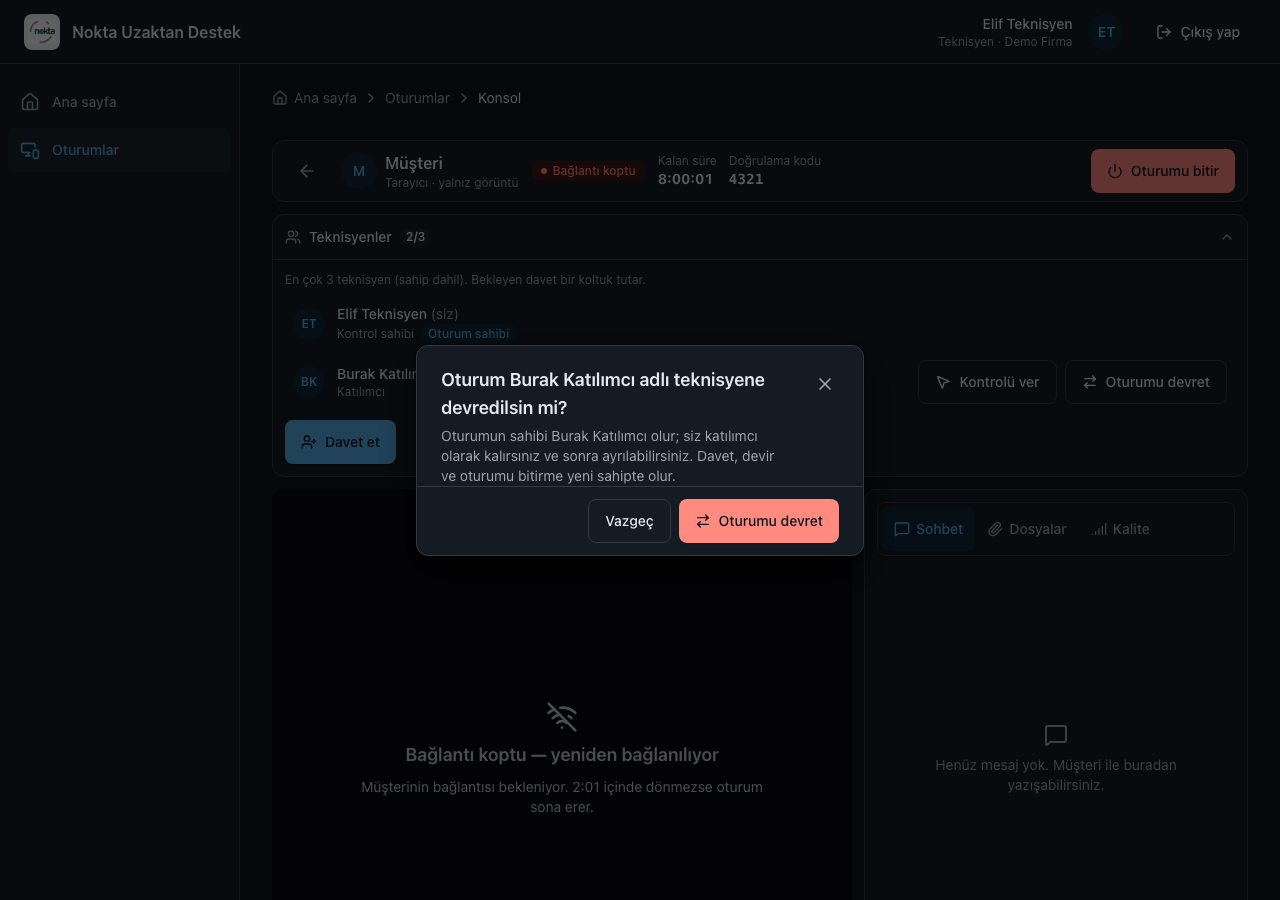 nokta
Nokta Uzaktan Destek
Elif Teknisyen
Teknisyen · Demo Firma
ET
Çıkış yap
Ana sayfa
Oturumlar
Ana sayfa
Oturumlar
Konsol
M
Müşteri
Tarayıcı · yalnız görüntü
Bağlantı koptu
Kalan süre
8:00:01
Doğrulama kodu
4321
Oturumu bitir
Teknisyenler 2/3
En çok 3 teknisyen (sahip dahil). Bekleyen davet bir koltuk tutar.
ET
Elif Teknisyen (siz)
Kontrol sahibi
Oturum sahibi
BK
Burak
Katılımcı
Kontrolü ver
Oturumu devret
Davet et
Oturum Burak Katılımcı adlı teknisyene
devredilsin mi?
Oturumun sahibi Burak Katılımcı olur; siz katılımcı
olarak kalırsınız ve sonra ayrılabilirsiniz. Davet, devir
ve oturumu bitirme yeni sahipte olur.
Vazgeç
Oturumu devret
Sohbet
Dosyalar
Kalite
Bağlantı koptu — yeniden bağlanılıyor
Müşterinin bağlantısı bekleniyor. 2:01 içinde dönmezse oturum
sona erer.
Henüz mesaj yok. Müşteri ile buradan
yazışabilirsiniz.